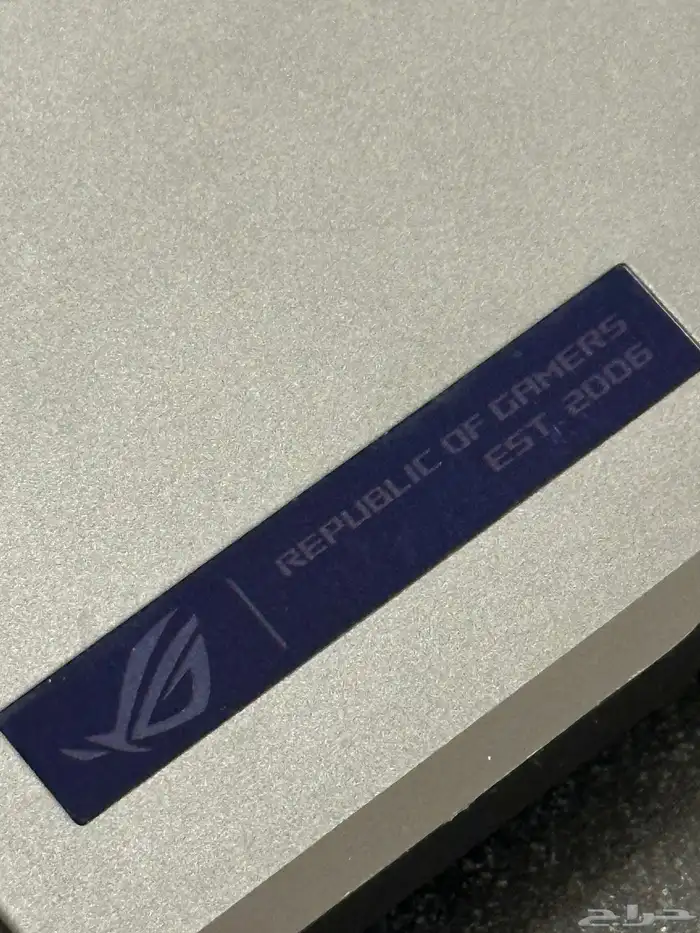 REPUBLIC OF GAMERS
EST. 2006
حراج